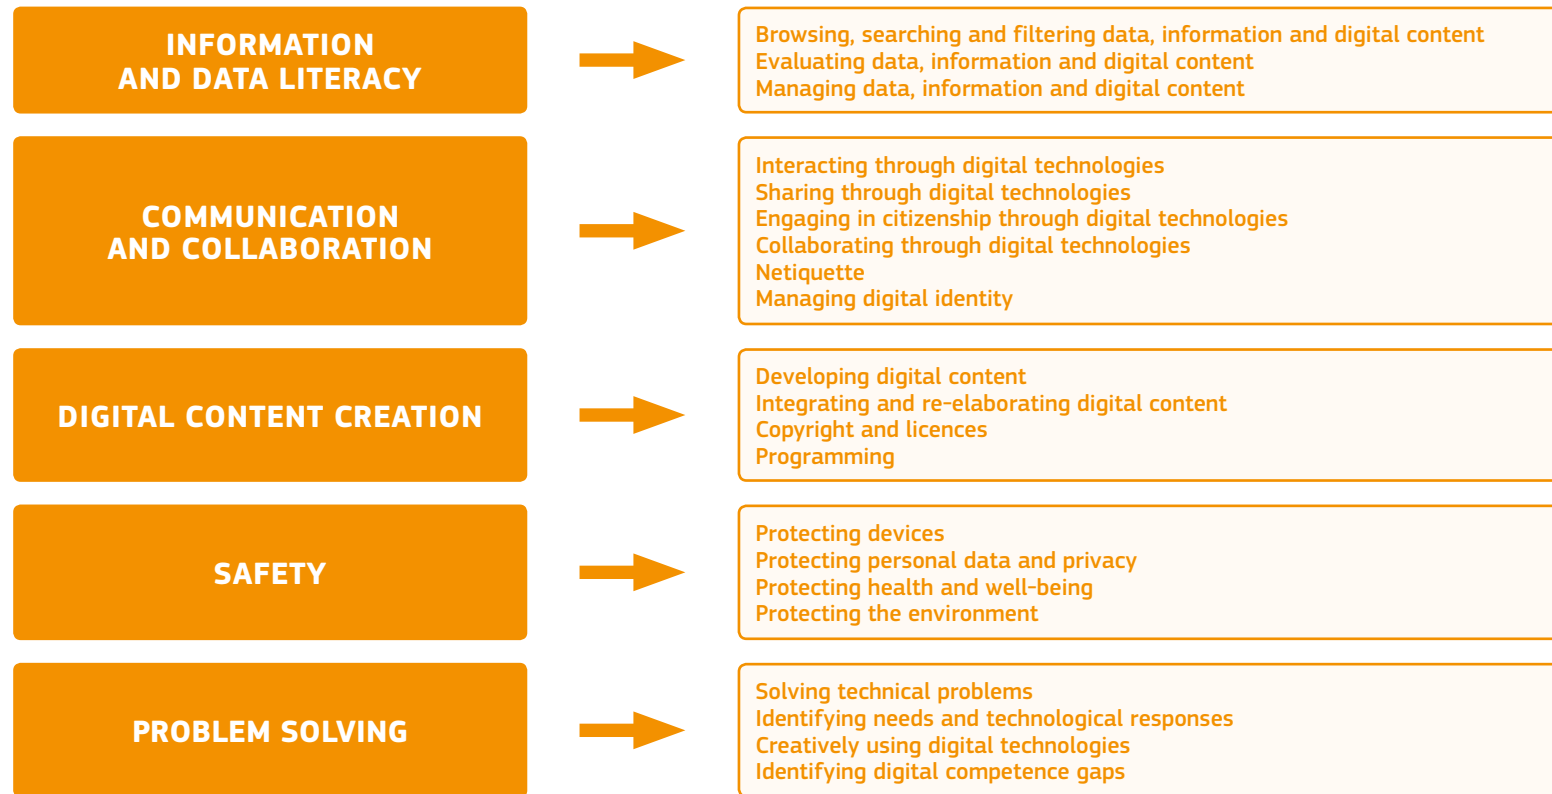 INFORMATION
AND DATA LITERACY
Browsing, searching and filtering data, information and digital content
Evaluating data, information and digital content
Managing data, information and digital content
COMMUNICATION
AND COLLABORATION
Interacting through digital technologies
Sharing through digital technologies
Engaging in citizenship through digital technologies
Collaborating through digital technologies
Netiquette
Managing digital identity
DIGITAL CONTENT CREATION
Developing digital content
Integrating and re-elaborating digital content
Copyright and licences
Programming
SAFETY
Protecting devices
Protecting personal data and privacy
Protecting health and well-being
Protecting the environment
PROBLEM SOLVING
Solving technical problems
Identifying needs and technological responses
Creatively using digital technologies
Identifying digital competence gaps